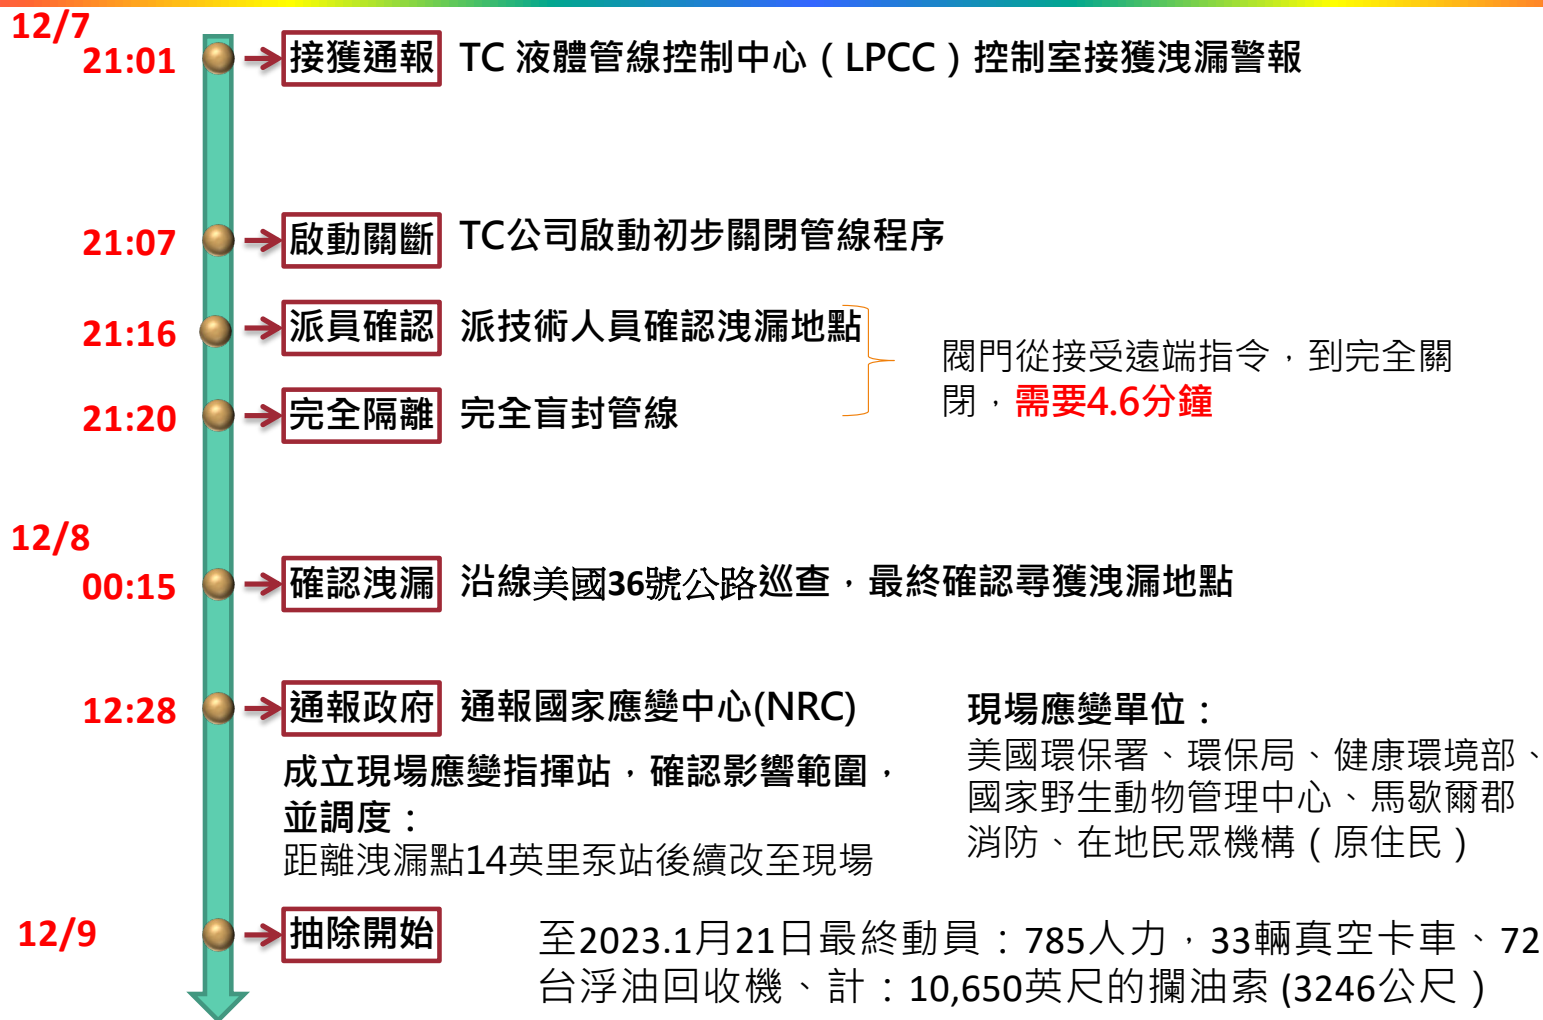 12/7
21:01 接獲通報 TC 液體管線控制中心（LPCC）控制室接獲洩漏警報
21:07 啟動關斷 TC公司啟動初步關閉管線程序
21:16 派員確認 派技術人員確認洩漏地點
閥門從接受遠端指令，到完全關
閉，需要4.6分鐘
21:20 完全隔離 完全盲封管線
12/8
00:15 確認洩漏 沿線美國36號公路巡查，最終確認尋獲洩漏地點
12:28 通報政府 通報國家應變中心(NRC)
成立現場應變指揮站，確認影響範圍，
並調度：
距離洩漏點14英里泵站後續改至現場
現場應變單位：
美國環保署、環保局、健康環境部、
國家野生動物管理中心、馬歇爾郡
消防、在地民眾機構（原住民）
12/9 抽除開始
至2023.1月21日最終動員：785人力，33輛真空卡車、72
台浮油回收機、計：10,650英尺的攔油索 (3246公尺）